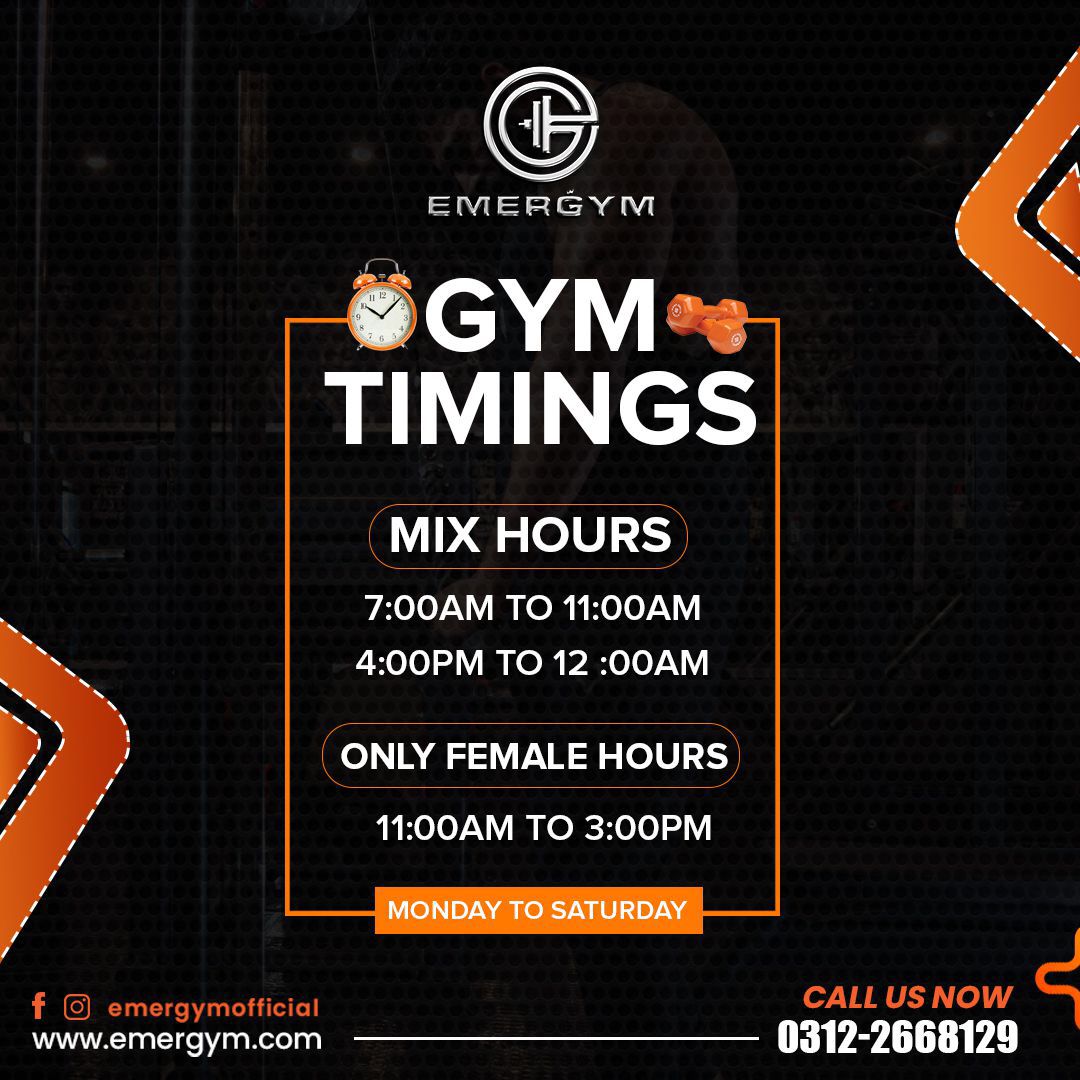 EMERGYM
GYM
TIMINGS
MIX HOURS
7:00AM TO 11:00AM
4:00PM TO 12 :00AM
ONLY FEMALE HOURS
11:00AM TO 3:00PM
MONDAY TO SATURDAY
emergymofficial
www.emergym.com
CALL US NOW
0312-2668129